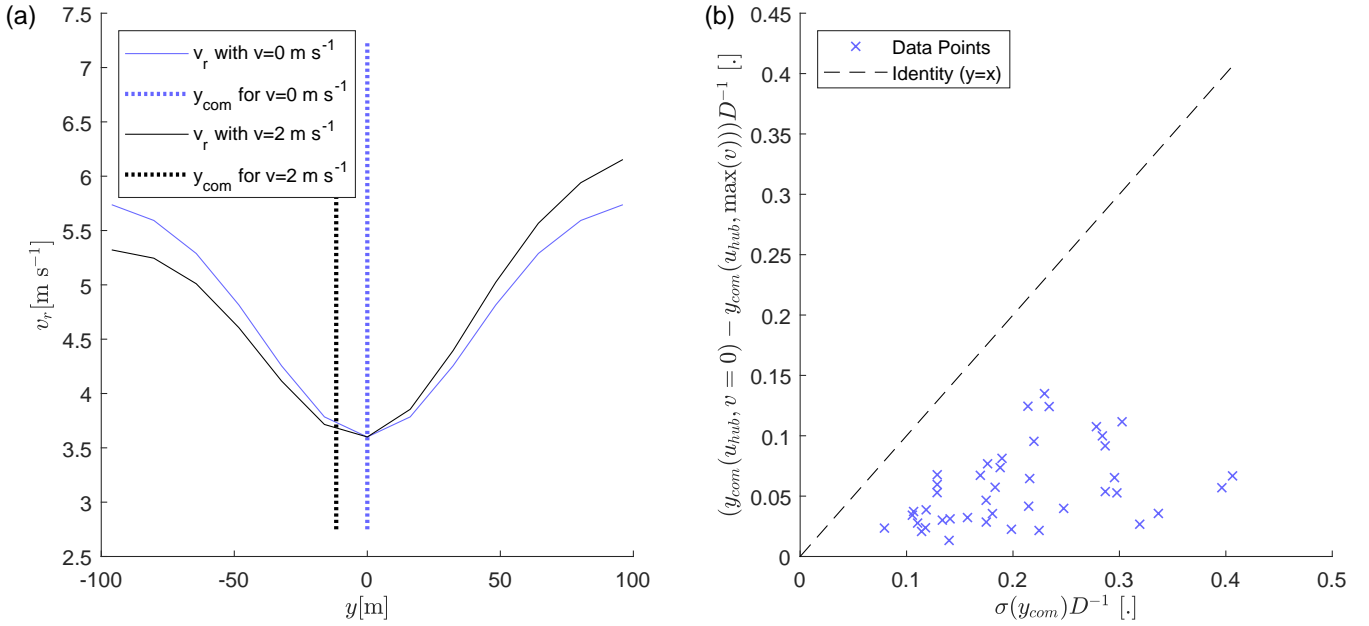 (a)
7.5
7
6.5
6
5.5
5
4.5
4
3.5
3
2.5
-100
-50
0
50
100
v_r[m s⁻¹]
y[m]
v_r with v=0 m s⁻¹
y_com for v=0 m s⁻¹
v_r with v=2 m s⁻¹
y_com for v=2 m s⁻¹
(b)
0.45
0.4
0.35
0.3
0.25
0.2
0.15
0.1
0.05
0
0
0.1
0.2
0.3
0.4
0.5
(y_com(u_hub, v = 0) − y_com(u_hub, max(v)))D⁻¹ [.]
σ(y_com)D⁻¹ [.]
Data Points
Identity (y=x)